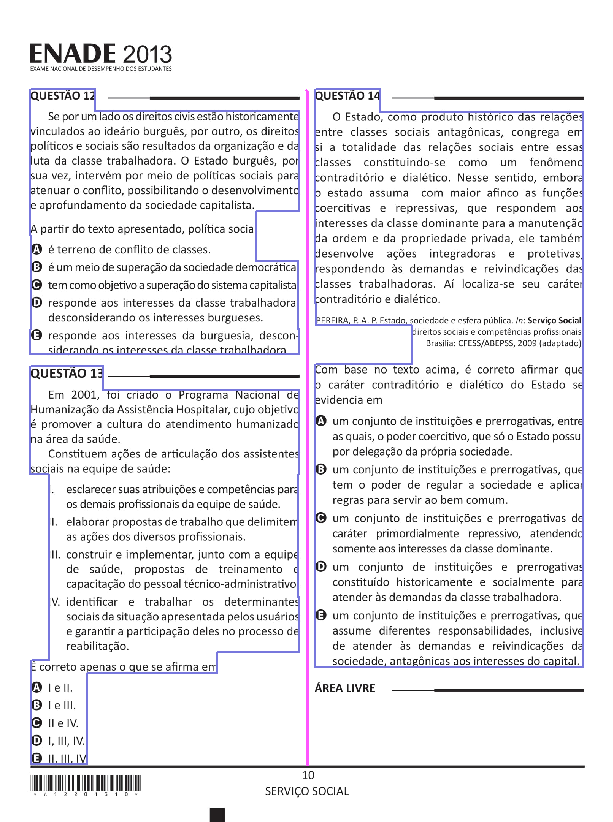 ENADE 2013
EXAME NACIONAL DE DESEMPENHO DOS ESTUDANTES
QUESTÃO 12
Se por um lado os direitos civis estão historicamente
vinculados ao ideário burguês, por outro, os direitos
políticos e sociais são resultados da organização e da
luta da classe trabalhadora. O Estado burguês, por
sua vez, intervém por meio de políticas sociais para
atenuar o conflito, possibilitando o desenvolvimento
e aprofundamento da sociedade capitalista.
A partir do texto apresentado, política social
A é terreno de conflito de classes.
B é um meio de superação da sociedade democrática
C tem como objetivo a superação do sistema capitalista
D responde aos interesses da classe trabalhadora
desconsiderando os interesses burgueses.
E responde aos interesses da burguesia, descon-
siderando os interesses da classe trabalhadora
QUESTÃO 13
Em 2001, foi criado o Programa Nacional de
Humanização da Assistência Hospitalar, cujo objetivo
é promover a cultura do atendimento humanizado
na área da saúde.
Constituem ações de articulação dos assistentes
sociais na equipe de saúde:
I. esclarecer suas atribuições e competências para
os demais profissionais da equipe de saúde.
II. elaborar propostas de trabalho que delimitem
as ações dos diversos profissionais.
III. construir e implementar, junto com a equipe
de saúde, propostas de treinamento e
capacitação do pessoal técnico-administrativo
IV. identificar e trabalhar os determinantes
sociais da situação apresentada pelos usuários
e garantir a participação deles no processo de
reabilitação.
É correto apenas o que se afirma em
A I e II.
B I e III.
C II e IV.
D I, III, IV.
E II, III, IV
QUESTÃO 14
O Estado, como produto histórico das relações
entre classes sociais antagônicas, congrega em
si a totalidade das relações sociais entre essas
classes constituindo-se como um fenômeno
contraditório e dialético. Nesse sentido, embora
o estado assuma com maior afinco as funções
coercitivas e repressivas, que respondem aos
interesses da classe dominante para a manutenção
da ordem e da propriedade privada, ele também
desenvolve ações integradoras e protetivas,
respondendo às demandas e reivindicações das
classes trabalhadoras. Aí localiza-se seu caráter
contraditório e dialético.
PEREIRA, P. A. P. Estado, sociedade e esfera pública. In: Serviço Social
direitos sociais e competências profissionais
Brasília: CFESS/ABEPSS, 2009 (adaptado)
Com base no texto acima, é correto afirmar que
o caráter contraditório e dialético do Estado se
evidencia em
A um conjunto de instituições e prerrogativas, entre
as quais, o poder coercitivo, que só o Estado possui
por delegação da própria sociedade.
B um conjunto de instituições e prerrogativas, que
tem o poder de regular a sociedade e aplicar
regras para servir ao bem comum.
C um conjunto de instituições e prerrogativas de
caráter primordialmente repressivo, atendendo
somente aos interesses da classe dominante.
D um conjunto de instituições e prerrogativas
constituído historicamente e socialmente para
atender às demandas da classe trabalhadora.
E um conjunto de instituições e prerrogativas, que
assume diferentes responsabilidades, inclusive
de atender às demandas e reivindicações da
sociedade, antagônicas aos interesses do capital.
ÁREA LIVRE
10
SERVIÇO SOCIAL